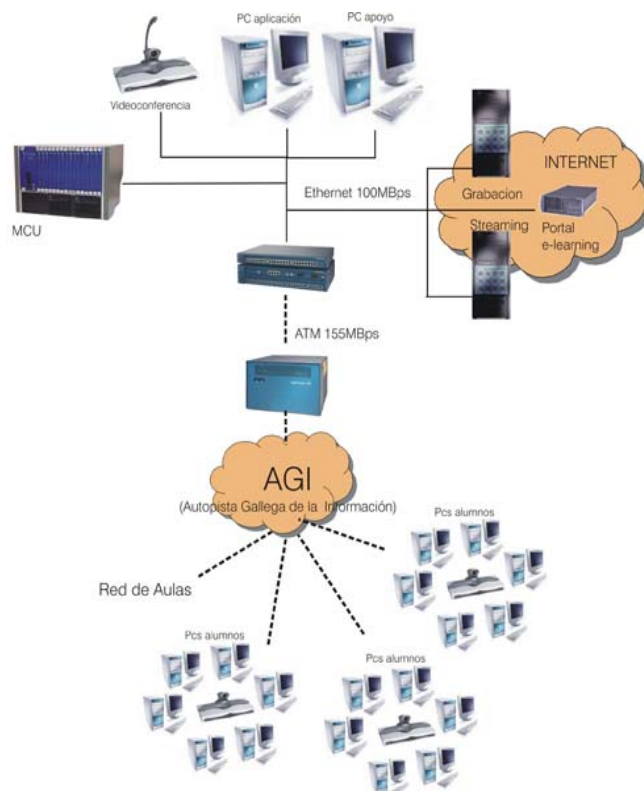 PC aplicación
PC apoyo
Videoconferencia
INTERNET
Ethernet 100MBps
Grabacion
MCU
Streaming
Portal
e-learning
ATM 155MBps
AGI
(Autopista Gallega de la Información)
Pcs alumnos
Red de Aulas
Pcs alumnos
Pcs alumnos